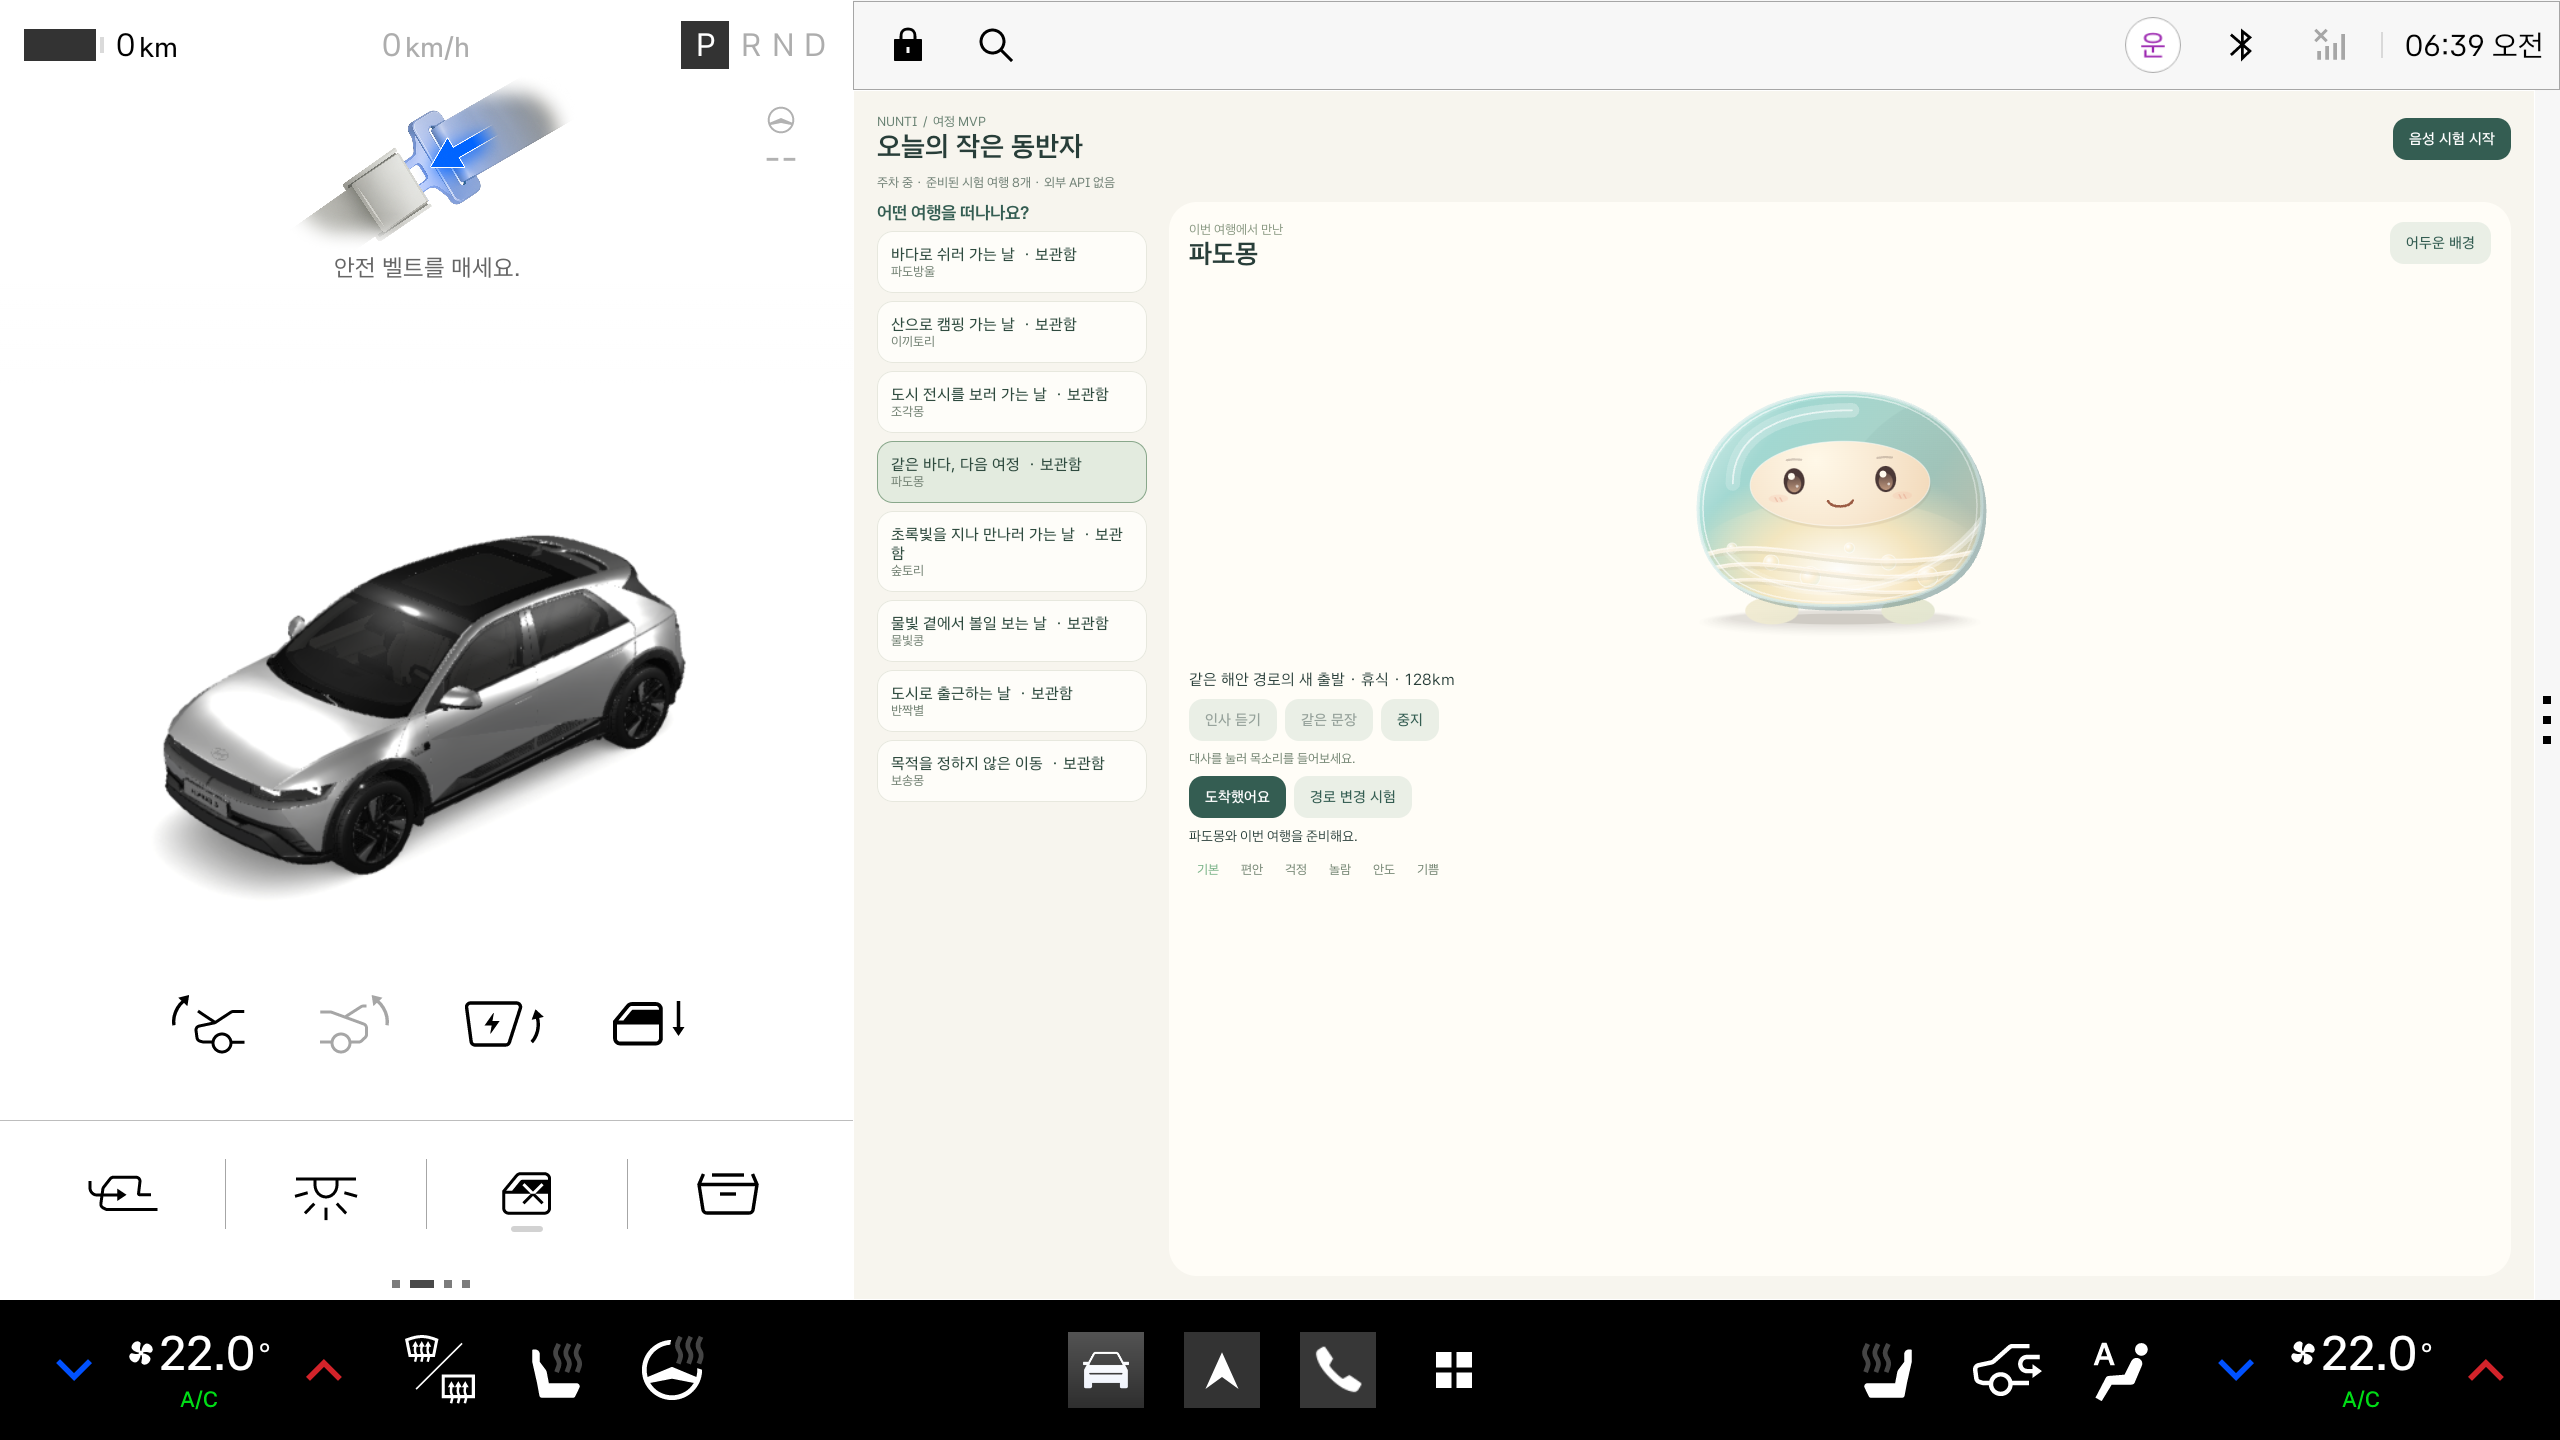 0 km
0 km/h
P R N D
안전 벨트를 매세요.
운
06:39 오전
NUNTI / 여정 MVP
오늘의 작은 동반자
음성 시험 시작
주차 중 · 준비된 시험 여행 8개 · 외부 API 없음
어떤 여행을 떠나나요?
바다로 쉬러 가는 날 · 보관함
파도방울
산으로 캠핑 가는 날 · 보관함
이끼토리
도시 전시를 보러 가는 날 · 보관함
조각몽
같은 바다, 다음 여정 · 보관함
파도몽
초록빛을 지나 만나러 가는 날 · 보관
함
숲토리
물빛 곁에서 볼일 보는 날 · 보관함
물빛콩
도시로 출근하는 날 · 보관함
반짝별
목적을 정하지 않은 이동 · 보관함
보송몽
이번 여행에서 만난
파도몽
어두운 배경
같은 해안 경로의 새 출발 · 휴식 · 128km
인사 듣기
같은 문장
중지
대사를 눌러 목소리를 들어보세요.
도착했어요
경로 변경 시험
파도몽와 이번 여행을 준비해요.
기본 편안 걱정 놀람 안도 기쁨
22.0°
A/C
A
22.0°
A/C